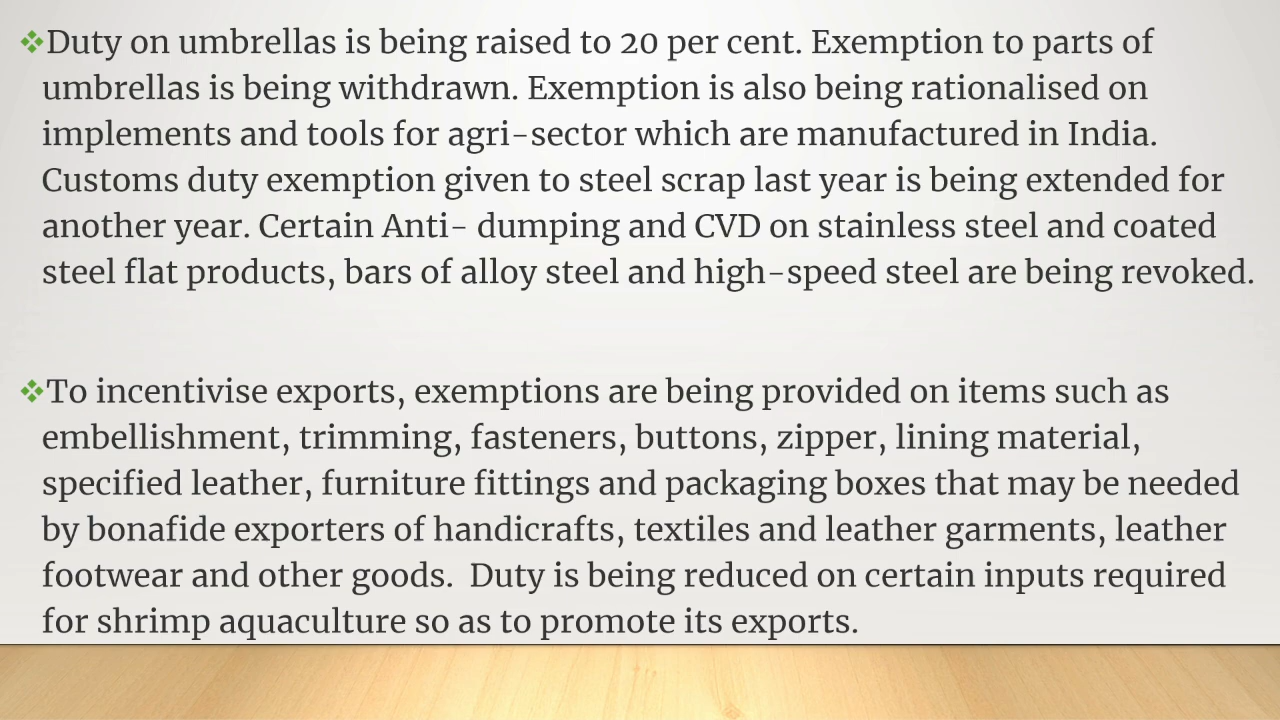 ❖Duty on umbrellas is being raised to 20 per cent. Exemption to parts of
umbrellas is being withdrawn. Exemption is also being rationalised on
implements and tools for agri-sector which are manufactured in India.
Customs duty exemption given to steel scrap last year is being extended for
another year. Certain Anti- dumping and CVD on stainless steel and coated
steel flat products, bars of alloy steel and high-speed steel are being revoked.
❖To incentivise exports, exemptions are being provided on items such as
embellishment, trimming, fasteners, buttons, zipper, lining material,
specified leather, furniture fittings and packaging boxes that may be needed
by bonafide exporters of handicrafts, textiles and leather garments, leather
footwear and other goods.  Duty is being reduced on certain inputs required
for shrimp aquaculture so as to promote its exports.